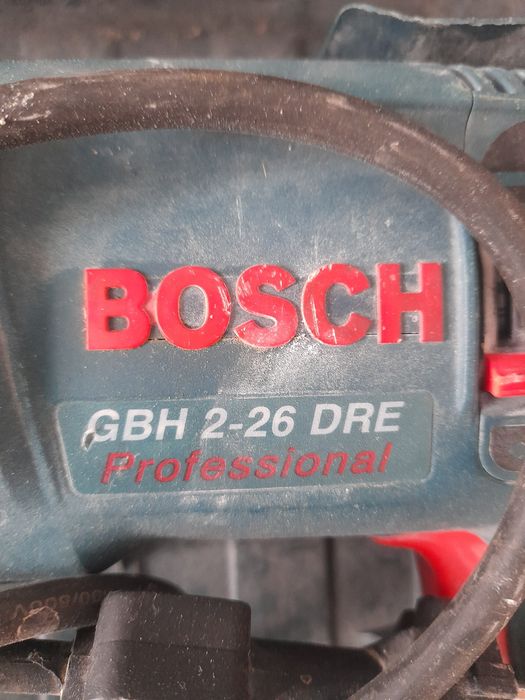 BOSCH
GBH 2-26 DRE
Professional